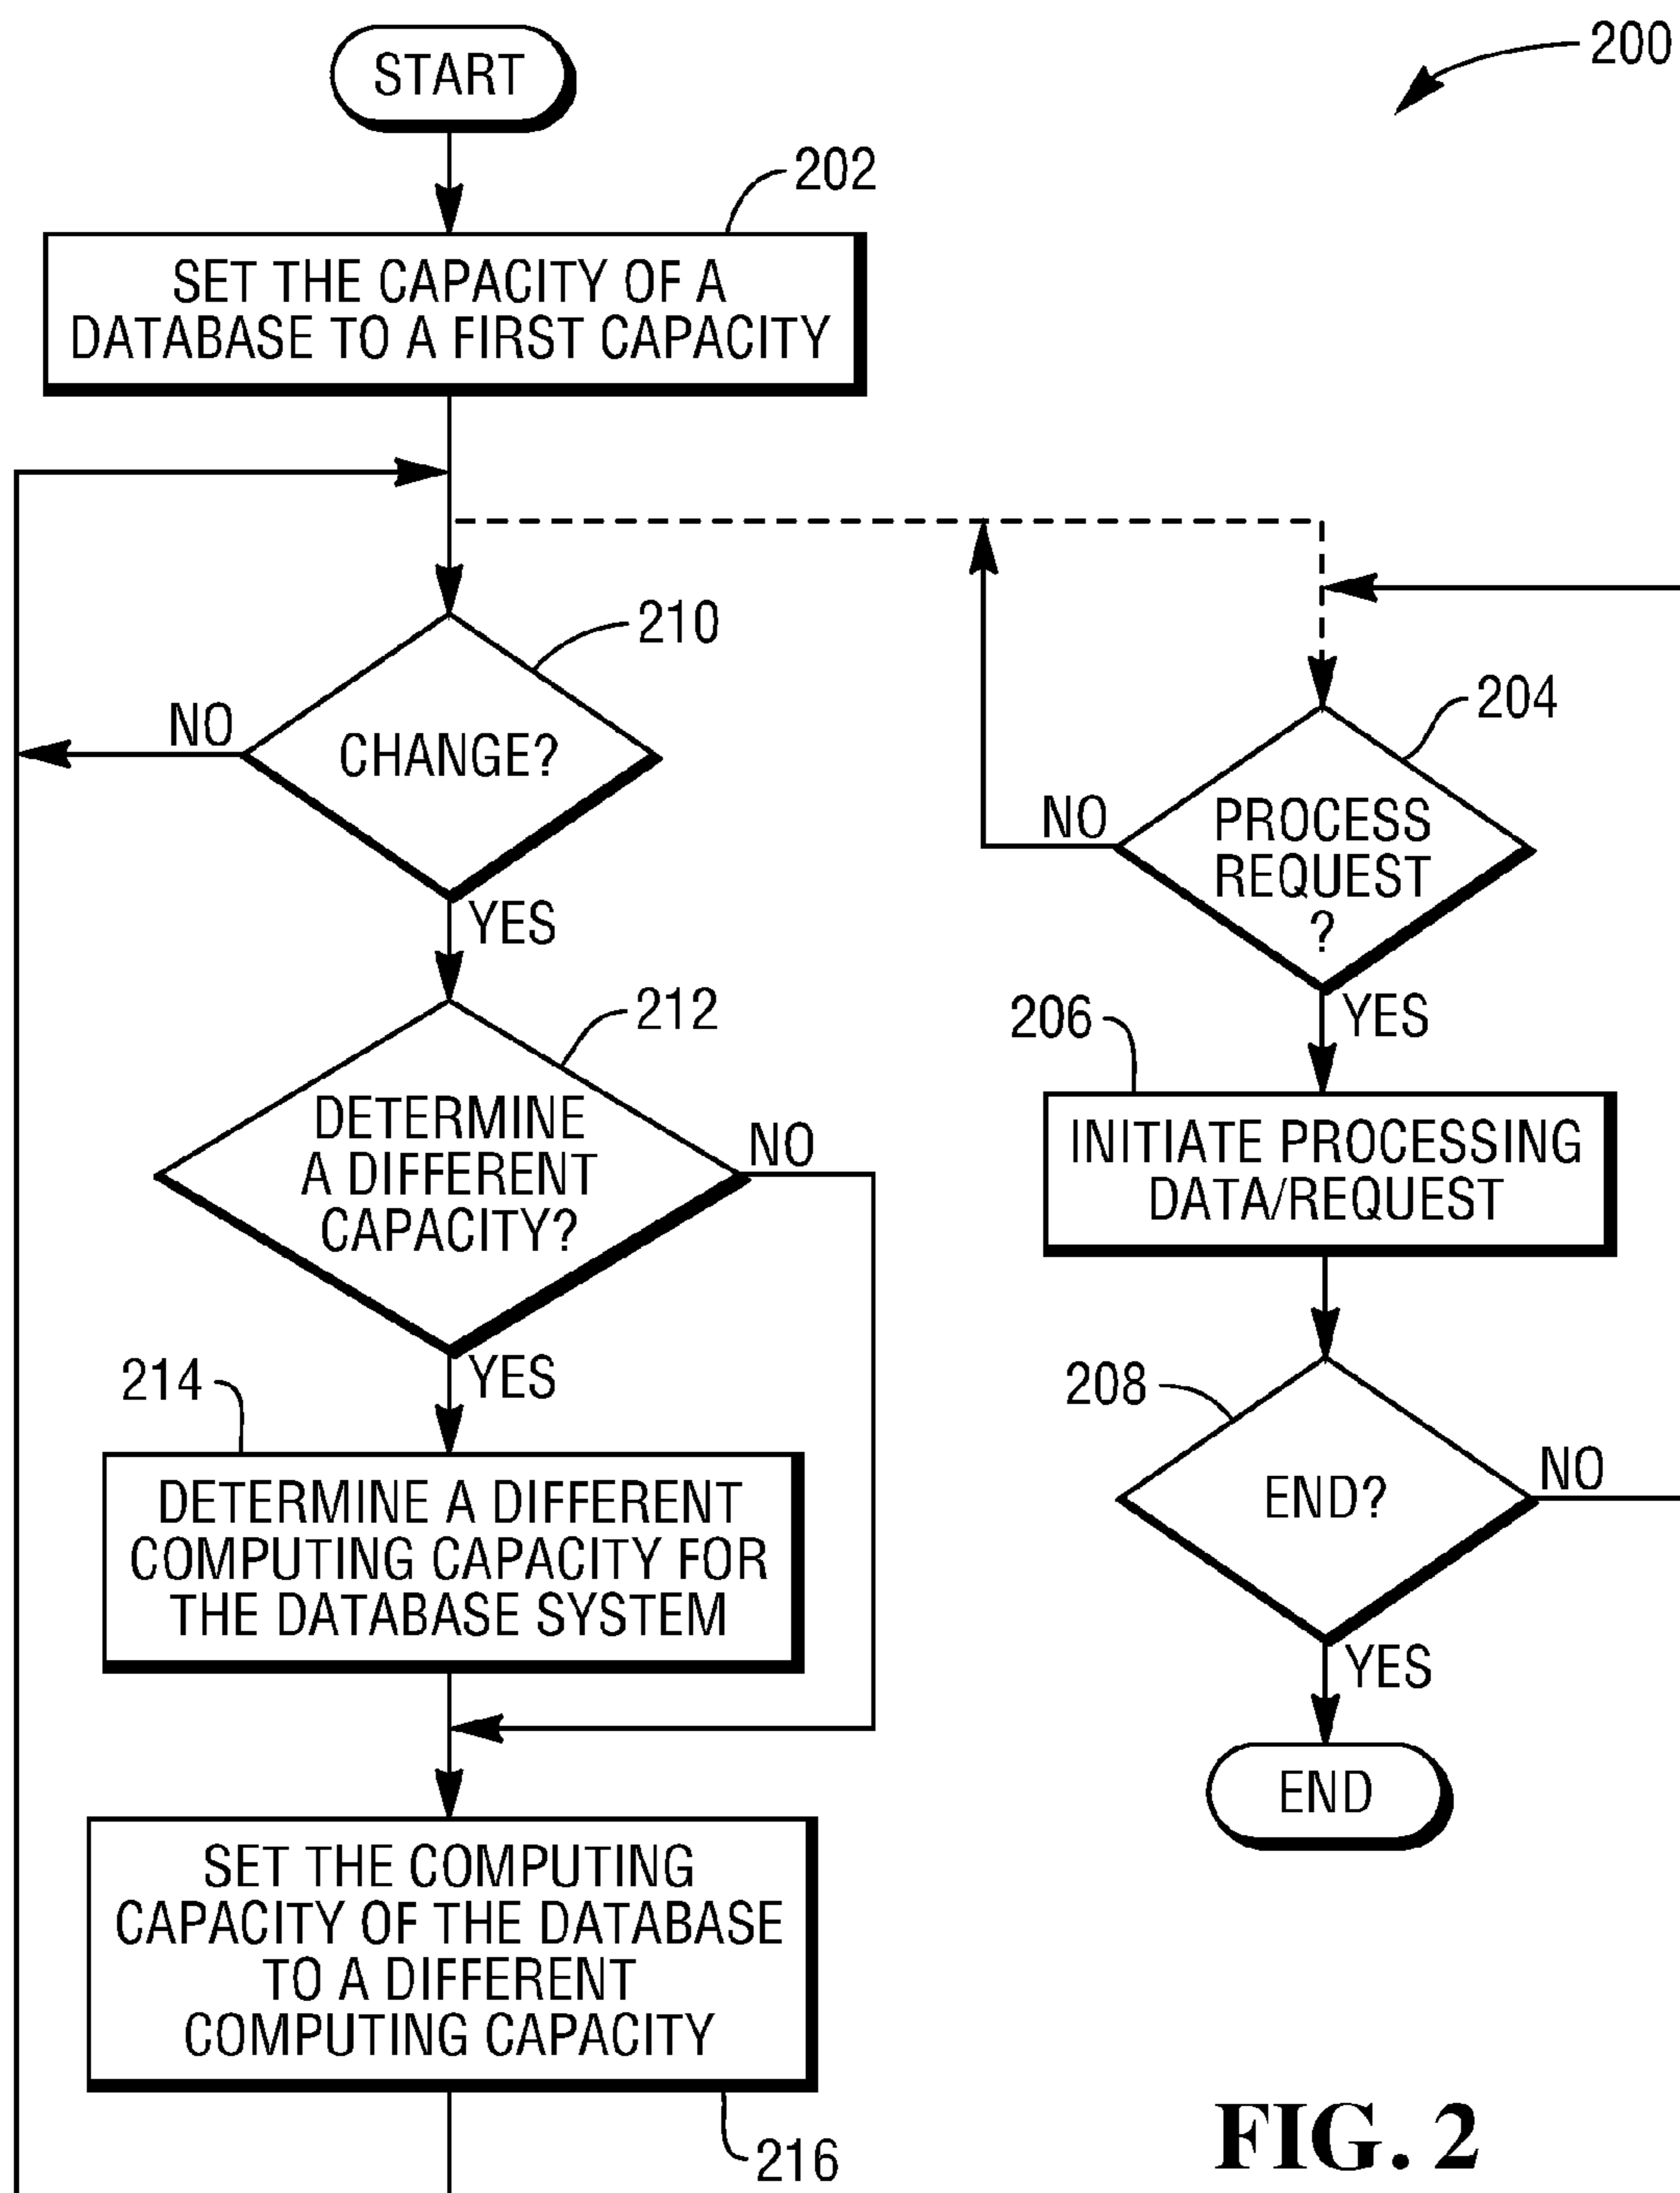 200
START
202
SET THE CAPACITY OF A
DATABASE TO A FIRST CAPACITY
210
CHANGE?
NO
YES
212
DETERMINE
A DIFFERENT
CAPACITY?
NO
YES
214
DETERMINE A DIFFERENT
COMPUTING CAPACITY FOR
THE DATABASE SYSTEM
SET THE COMPUTING
CAPACITY OF THE DATABASE
TO A DIFFERENT
COMPUTING CAPACITY
216
204
PROCESS
REQUEST
?
NO
YES
206
INITIATE PROCESSING
DATA/REQUEST
208
END?
NO
YES
END
FIG. 2